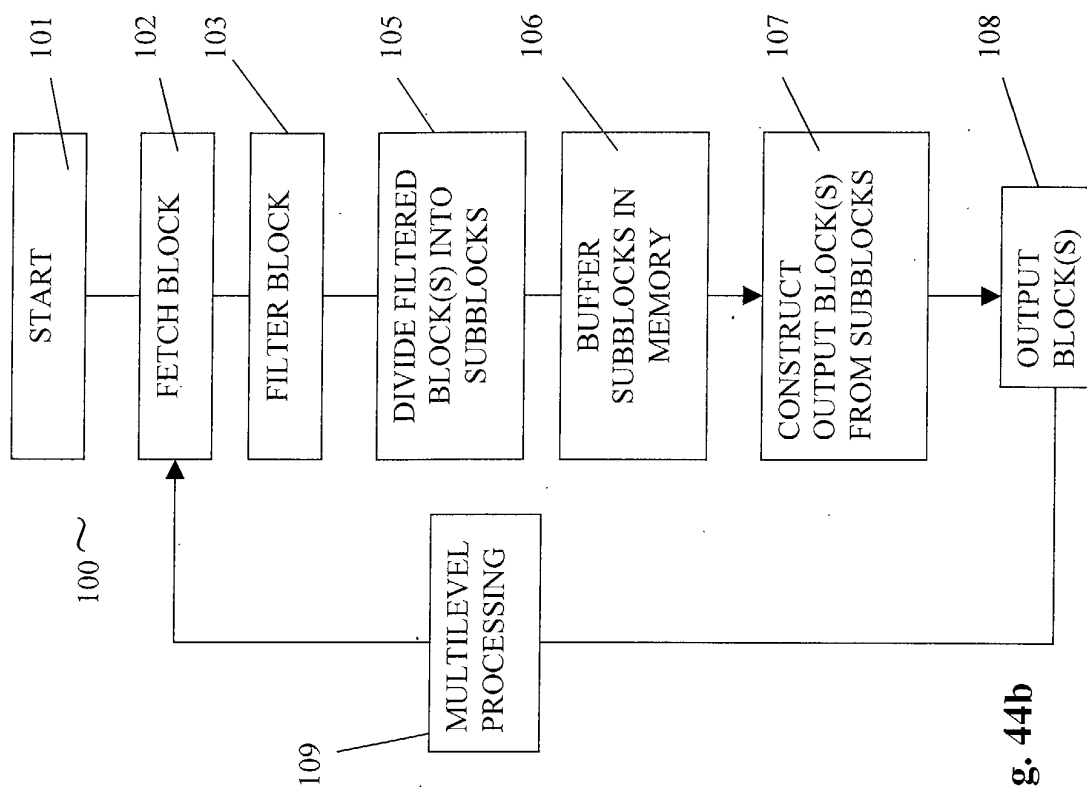 100 ~
START
101
FETCH BLOCK
102
FILTER BLOCK
103
DIVIDE FILTERED
BLOCK(S) INTO
SUBBLOCKS
105
BUFFER
SUBBLOCKS IN
MEMORY
106
CONSTRUCT
OUTPUT BLOCK(S)
FROM SUBBLOCKS
107
OUTPUT
BLOCK(S)
108
MULTILEVEL
PROCESSING
109
g. 44b